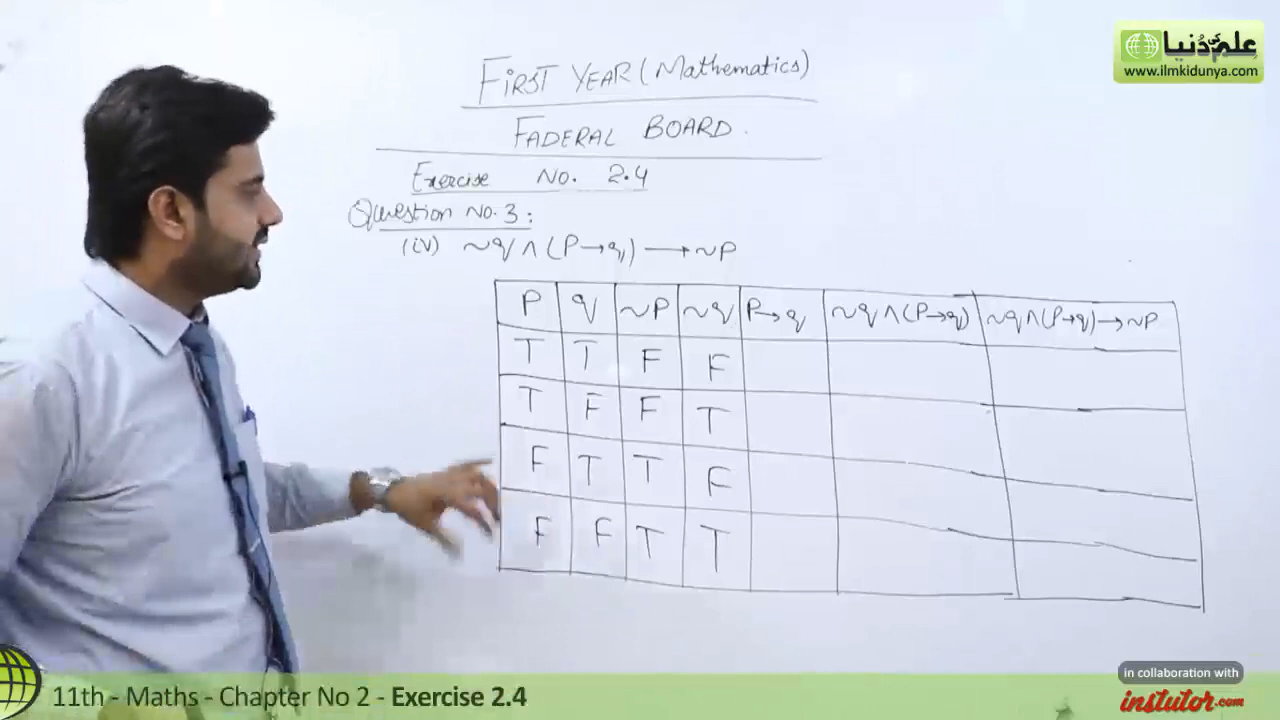 علم کی دُنیا
www.ilmkidunya.com
FIRST YEAR (Mathematics)
FADERAL BOARD.
Exercise No. 2.4
Question No. 3:
(iv) ~q ∧ (P→q) → ~P
P q ~P ~q P→q ~q ∧ (P→q) ~q ∧ (P→q) → ~P
T T F F
T F F T
F T T F
F F T T
11th - Maths - Chapter No 2 - Exercise 2.4
in collaboration with
instutor.com